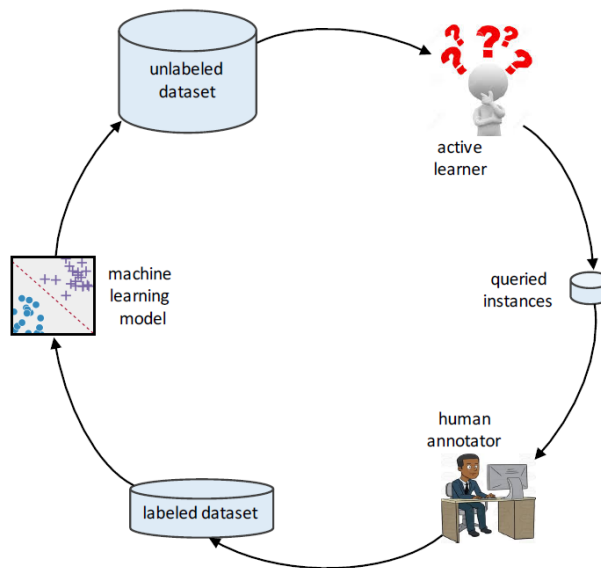 unlabeled
dataset
active
learner
queried
instances
human
annotator
labeled dataset
machine
learning
model